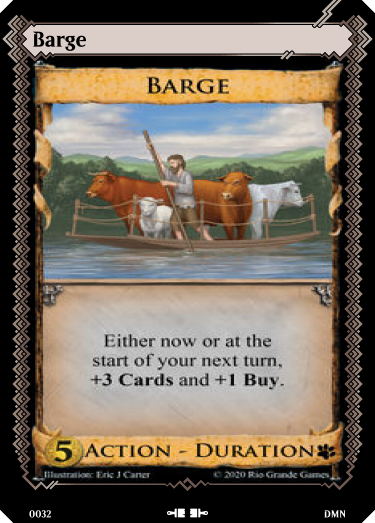 Barge
BARGE
Either now or at the
start of your next turn,
+3 Cards and +1 Buy.
5 ACTION - DURATION
Illustration: Eric J Carter © 2020 Rio Grande Games
0032 DMN